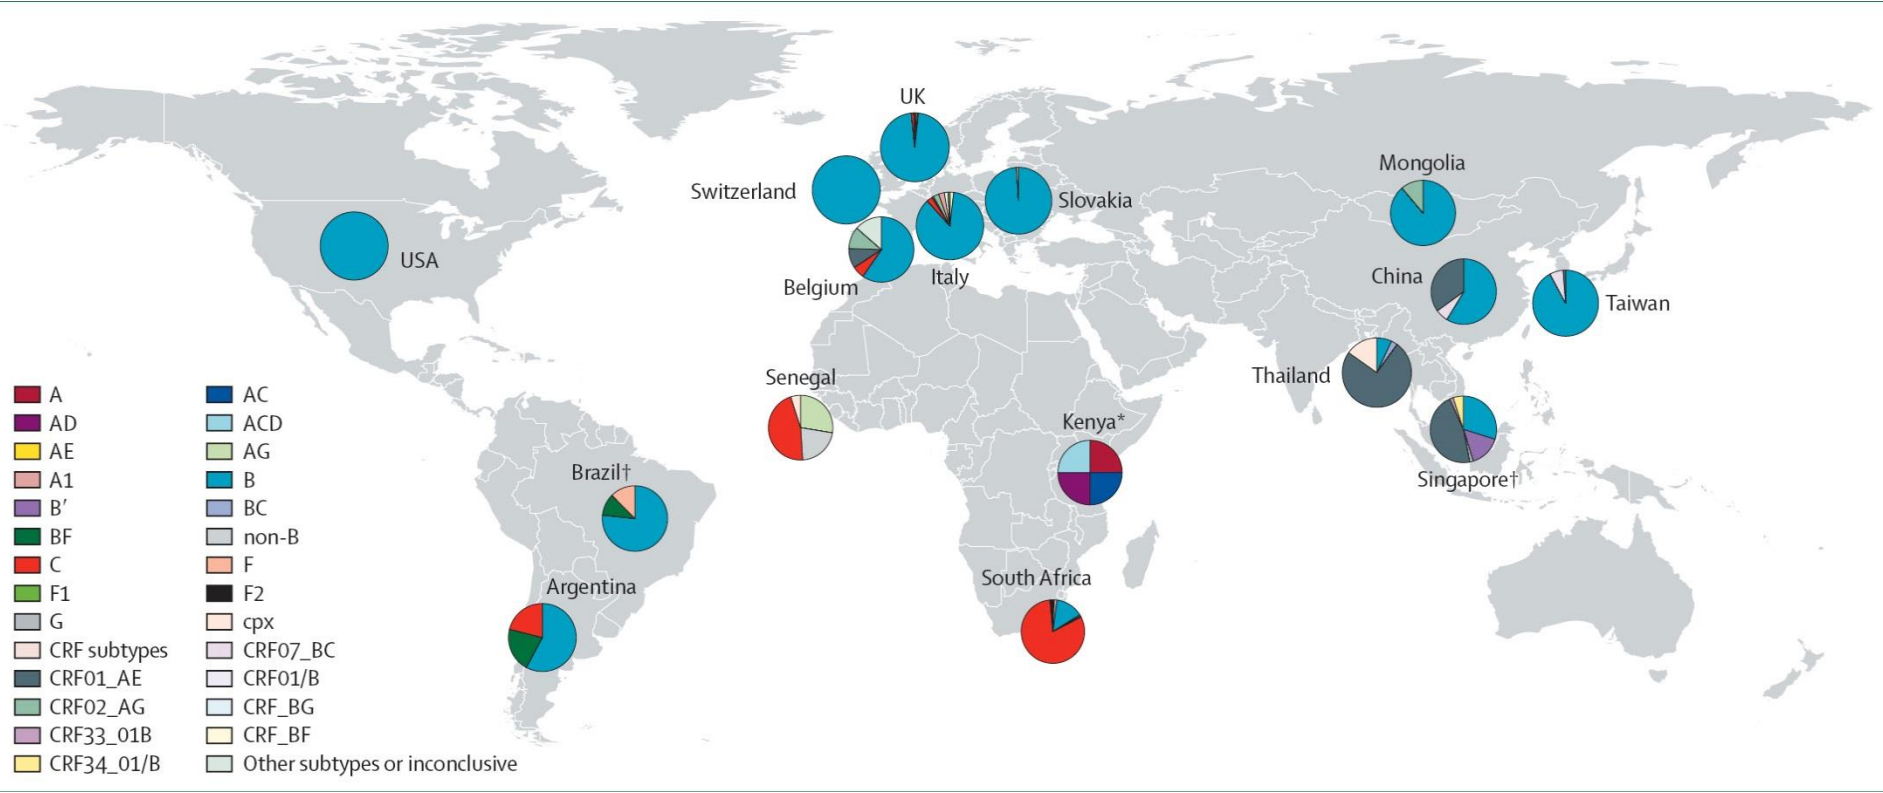 UK
Switzerland
Slovakia
Mongolia
USA
Belgium
Italy
China
Taiwan
Thailand
Senegal
Kenya*
Brazil†
Singapore†
Argentina
South Africa
A
AD
AE
A1
B′
BF
C
F1
G
CRF subtypes
CRF01_AE
CRF02_AG
CRF33_01B
CRF34_01/B
AC
ACD
AG
B
BC
non-B
F
F2
cpx
CRF07_BC
CRF01/B
CRF_BG
CRF_BF
Other subtypes or inconclusive